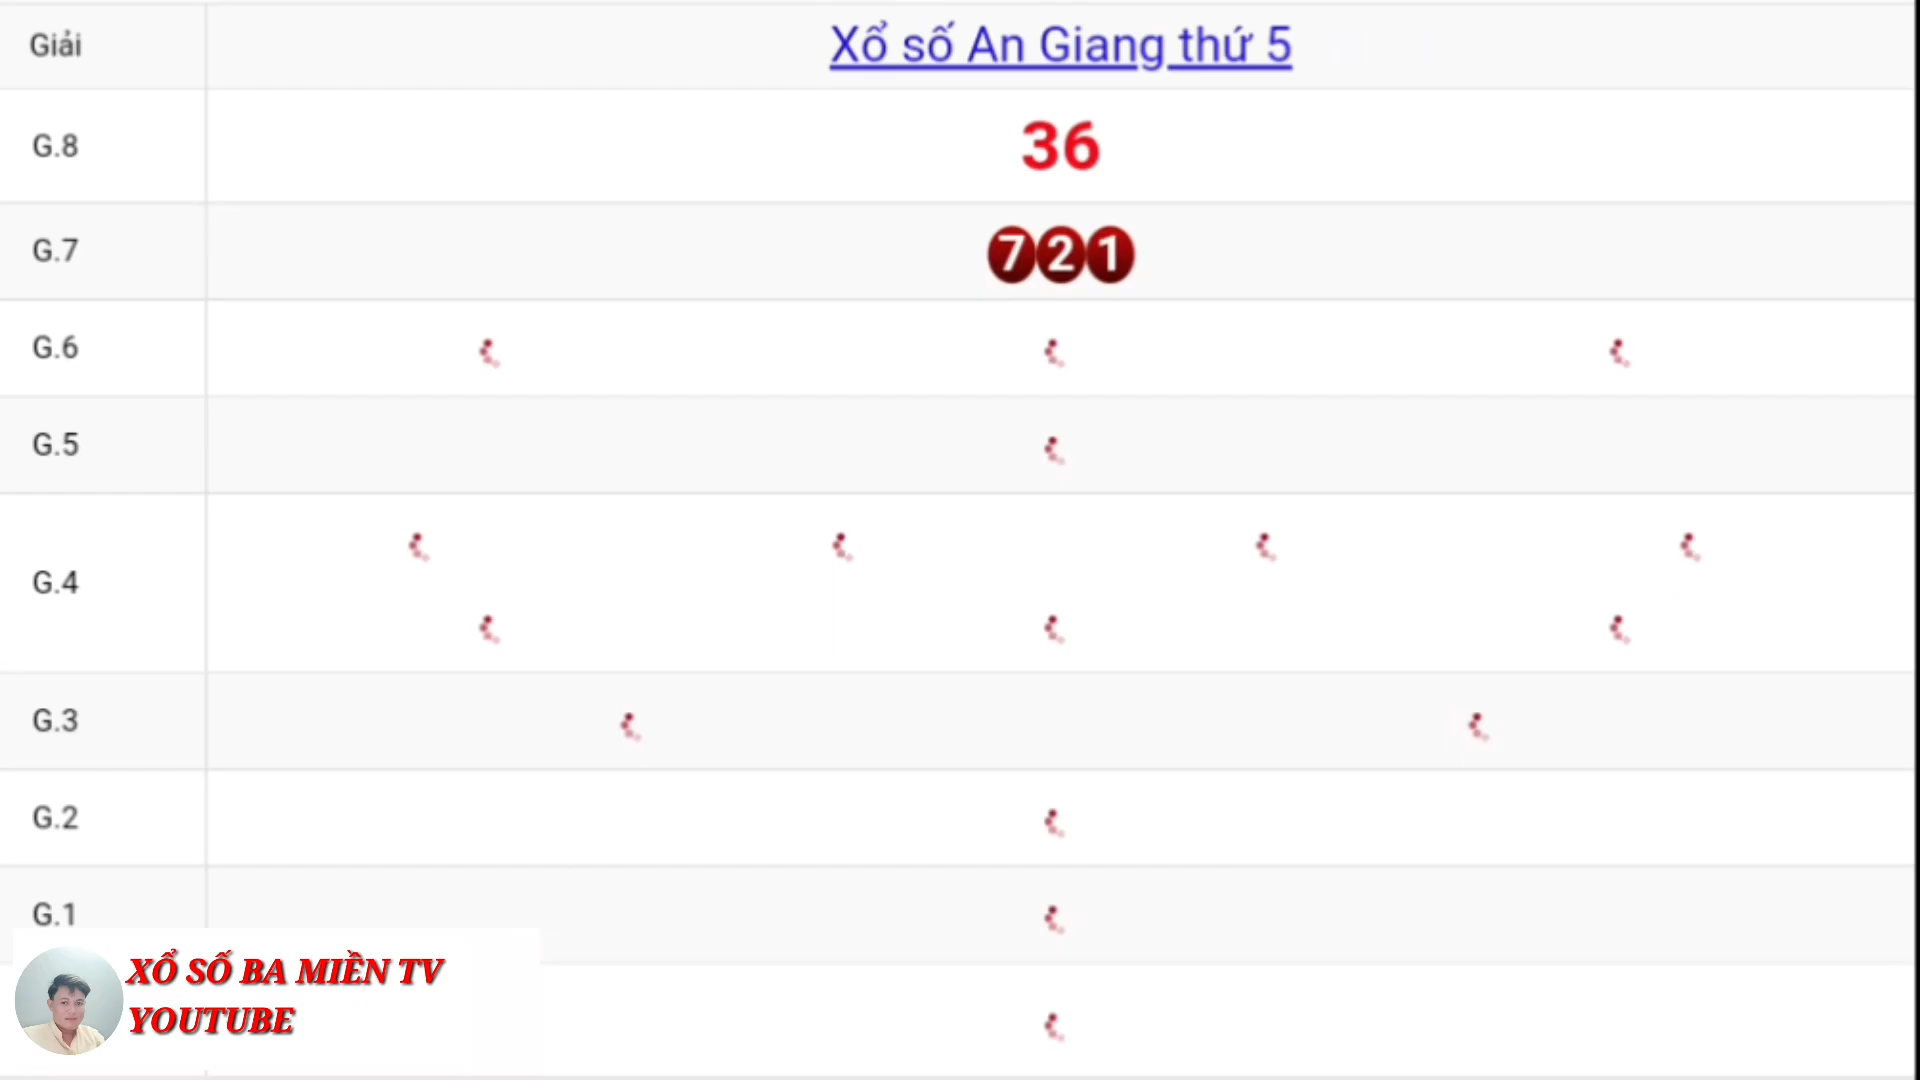 Giải Xổ số An Giang thứ 5
G.8 36
G.7 721
G.6
G.5
G.4
G.3
G.2
G.1
XỔ SỐ BA MIỀN TV
YOUTUBE